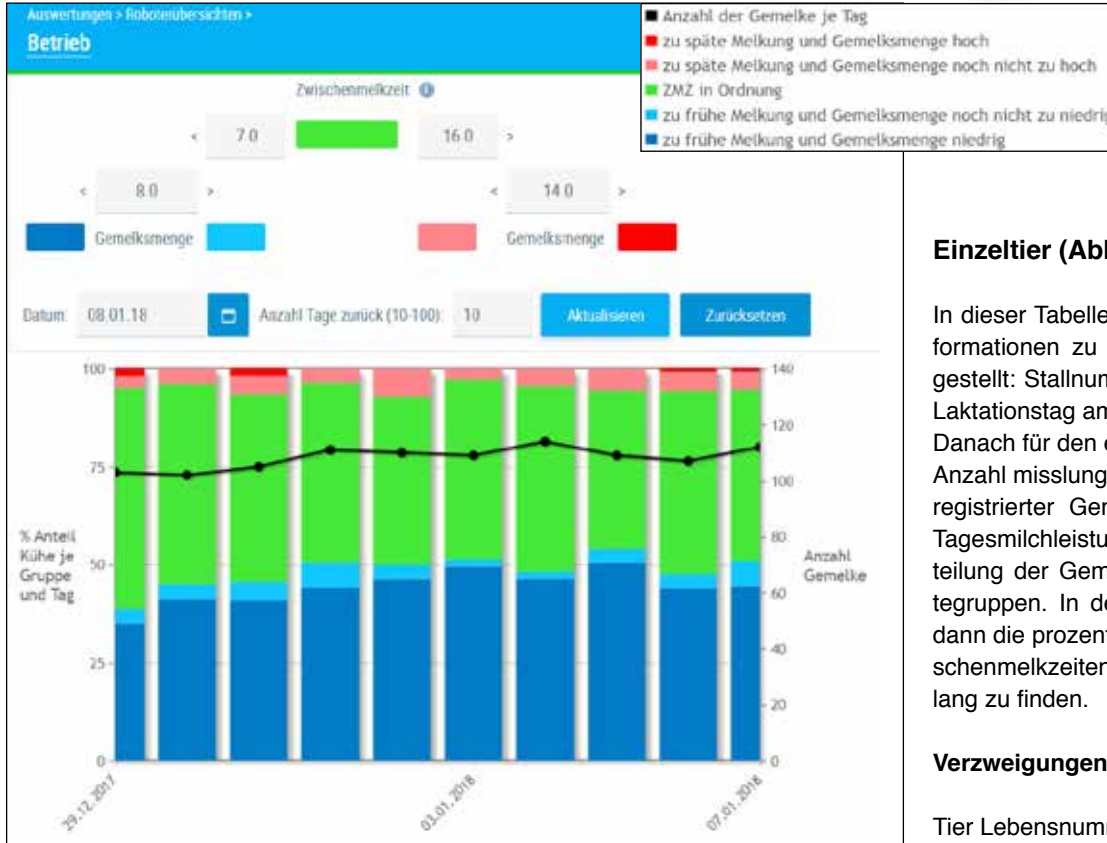 Auswertungen > Roboterübersichten >
Betrieb
Anzahl der Gemelke je Tag
zu späte Melkung und Gemelksmenge hoch
zu späte Melkung und Gemelksmenge noch nicht zu hoch
ZMZ in Ordnung
zu frühe Melkung und Gemelksmenge noch nicht zu niedrig
zu frühe Melkung und Gemelksmenge niedrig
Zwischenmelkzeit
< 7.0 16.0 >
< 8.0 > < 14.0 >
Gemelksmenge Gemelksmenge
Datum: 08.01.18 Anzahl Tage zurück (10-100): 10 Aktualisieren Zurücksetzen
100
75
50
25
0
% Anteil
Kühe je
Gruppe
und Tag
140
120
100
80
60
40
20
0
Anzahl
Gemelke
29.12.2017 03.01.2018 07.01.2018
Einzeltier (Abl
In dieser Tabelle
formationen zu
gestellt: Stallnum
Laktationstag am
Danach für den
Anzahl misslung
registrierter Ger
Tagesmilchleistu
teilung der Gem
tegruppen. In de
dann die prozent
schenmelkzeiten
lang zu finden.
Verzweigungen
Tier Lebensnumm